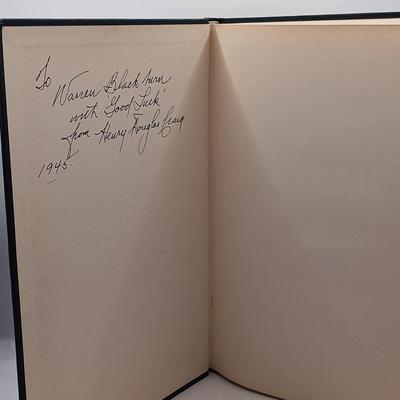 To
Warren Blackburn
with 'Good Luck'
from Henry Douglas Craig
1945.